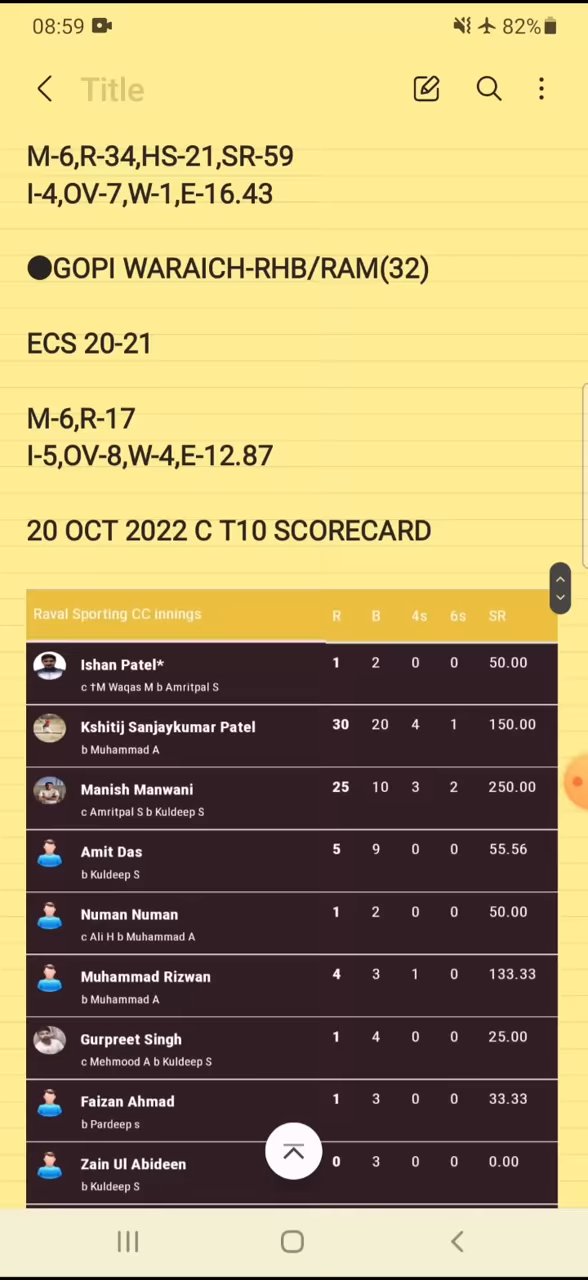 08:59 82%
Title
M-6,R-34,HS-21,SR-59
I-4,OV-7,W-1,E-16.43
●GOPI WARAICH-RHB/RAM(32)
ECS 20-21
M-6,R-17
I-5,OV-8,W-4,E-12.87
20 OCT 2022 C T10 SCORECARD
Raval Sporting CC innings R B 4s 6s SR
Ishan Patel* 1 2 0 0 50.00
c †M Waqas M b Amritpal S
Kshitij Sanjaykumar Patel 30 20 4 1 150.00
b Muhammad A
Manish Manwani 25 10 3 2 250.00
c Amritpal S b Kuldeep S
Amit Das 5 9 0 0 55.56
b Kuldeep S
Numan Numan 1 2 0 0 50.00
c Ali H b Muhammad A
Muhammad Rizwan 4 3 1 0 133.33
b Muhammad A
Gurpreet Singh 1 4 0 0 25.00
c Mehmood A b Kuldeep S
Faizan Ahmad 1 3 0 0 33.33
b Pardeep s
Zain Ul Abideen 0 3 0 0 0.00
b Kuldeep S